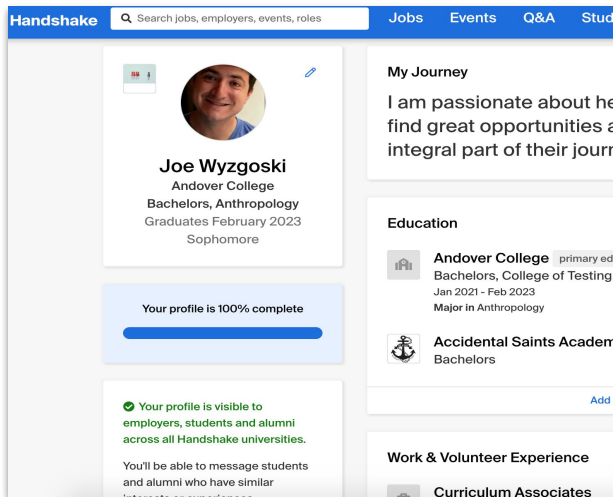 Handshake
Search jobs, employers, events, roles
Jobs Events Q&A Stud
Joe Wyzgoski
Andover College
Bachelors, Anthropology
Graduates February 2023
Sophomore
Your profile is 100% complete
Your profile is visible to
employers, students and alumni
across all Handshake universities.
You'll be able to message students
and alumni who have similar
interests or experiences
My Journey
I am passionate about he
find great opportunities a
integral part of their journ
Education
Andover College primary ed
Bachelors, College of Testing
Jan 2021 - Feb 2023
Major in Anthropology
Accidental Saints Academ
Bachelors
Add
Work & Volunteer Experience
Curriculum Associates